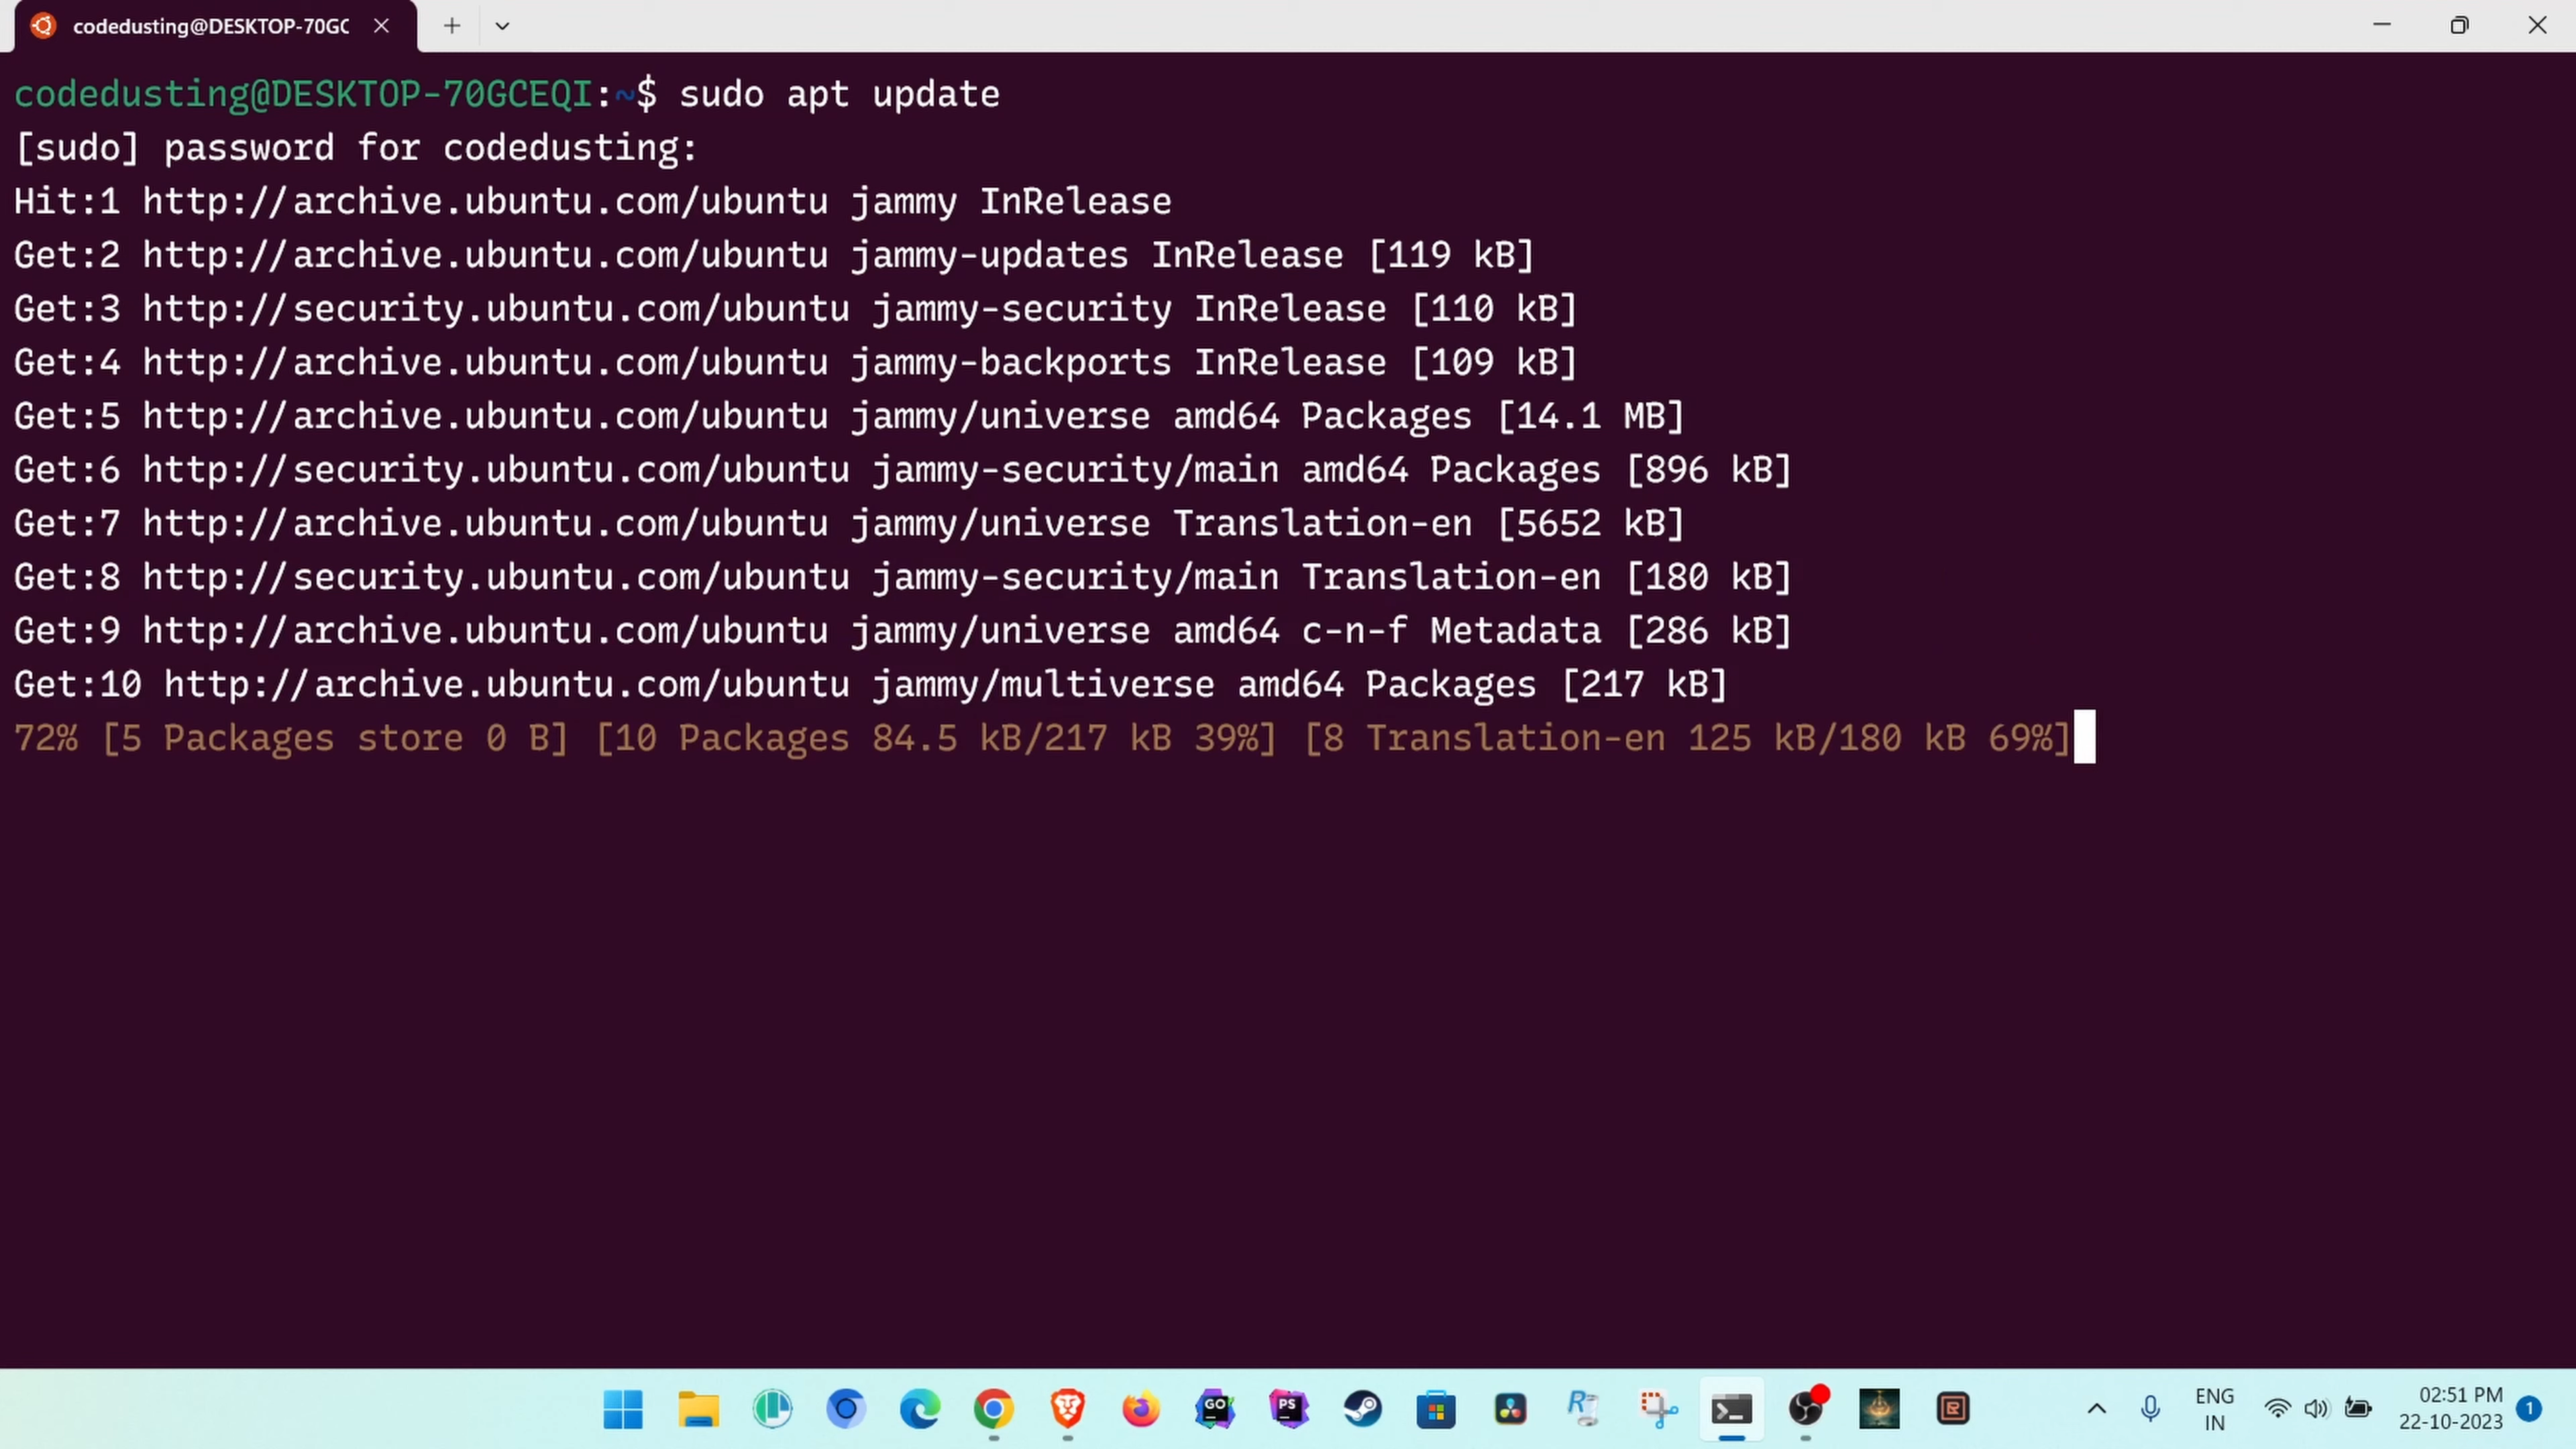 codedusting@DESKTOP-70GC
codedusting@DESKTOP-70GCEQI:~$ sudo apt update
[sudo] password for codedusting:
Hit:1 http://archive.ubuntu.com/ubuntu jammy InRelease
Get:2 http://archive.ubuntu.com/ubuntu jammy-updates InRelease [119 kB]
Get:3 http://security.ubuntu.com/ubuntu jammy-security InRelease [110 kB]
Get:4 http://archive.ubuntu.com/ubuntu jammy-backports InRelease [109 kB]
Get:5 http://archive.ubuntu.com/ubuntu jammy/universe amd64 Packages [14.1 MB]
Get:6 http://security.ubuntu.com/ubuntu jammy-security/main amd64 Packages [896 kB]
Get:7 http://archive.ubuntu.com/ubuntu jammy/universe Translation-en [5652 kB]
Get:8 http://security.ubuntu.com/ubuntu jammy-security/main Translation-en [180 kB]
Get:9 http://archive.ubuntu.com/ubuntu jammy/universe amd64 c-n-f Metadata [286 kB]
Get:10 http://archive.ubuntu.com/ubuntu jammy/multiverse amd64 Packages [217 kB]
72% [5 Packages store 0 B] [10 Packages 84.5 kB/217 kB 39%] [8 Translation-en 125 kB/180 kB 69%]
GO PS R
ENG
IN
02:51 PM
22-10-2023
1